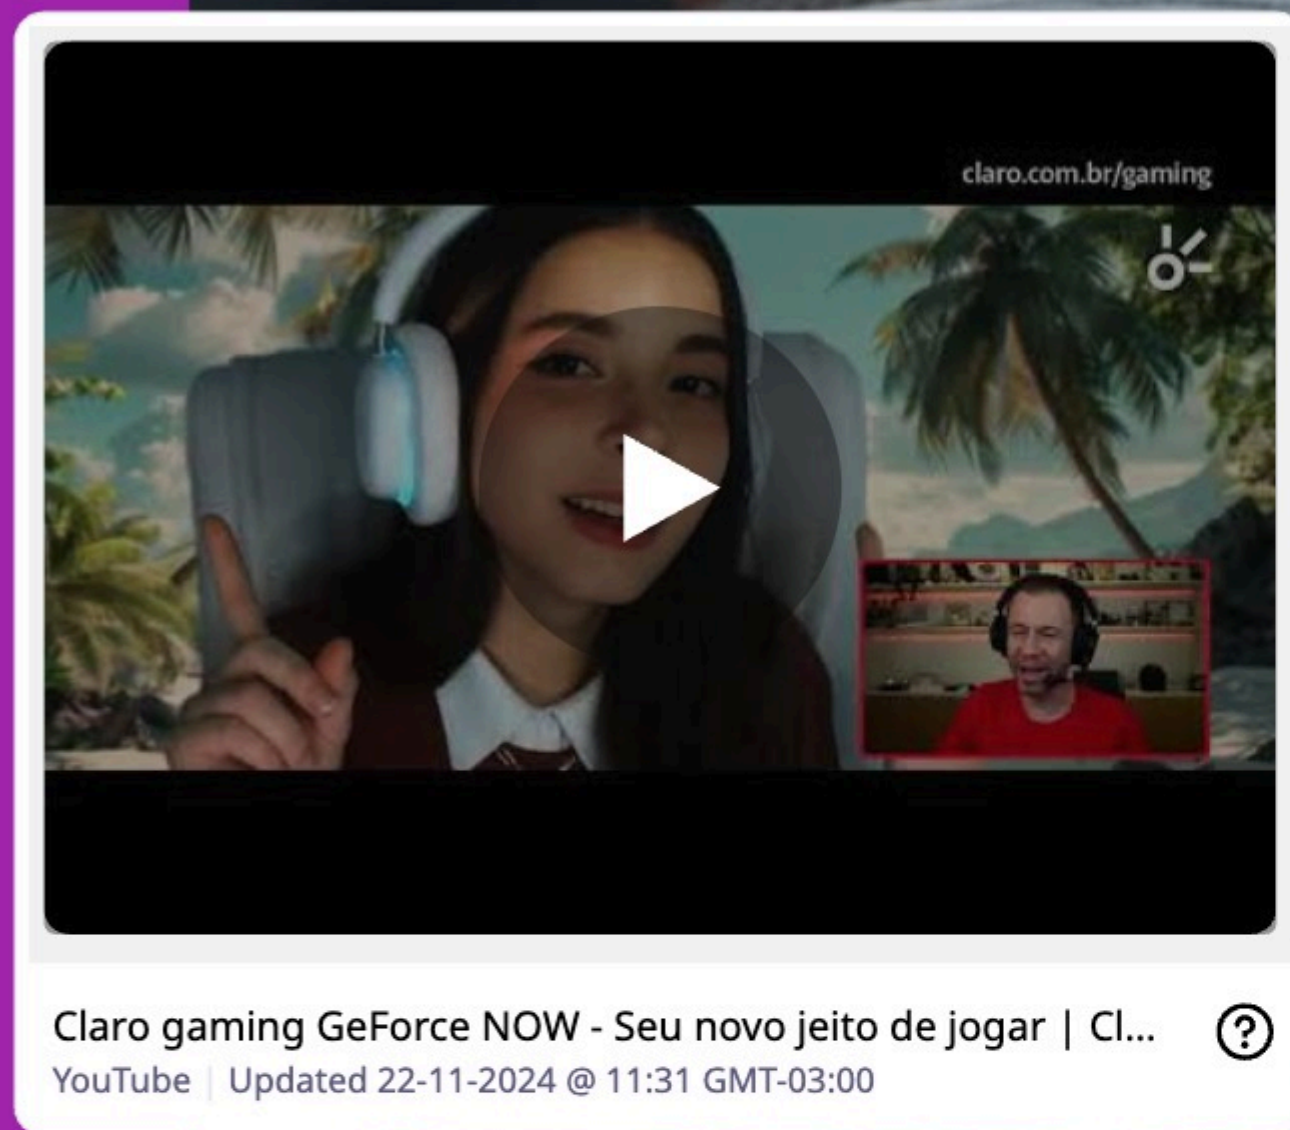 claro.com.br/gaming
Claro gaming GeForce NOW - Seu novo jeito de jogar | Cl...
YouTube | Updated 22-11-2024 @ 11:31 GMT-03:00